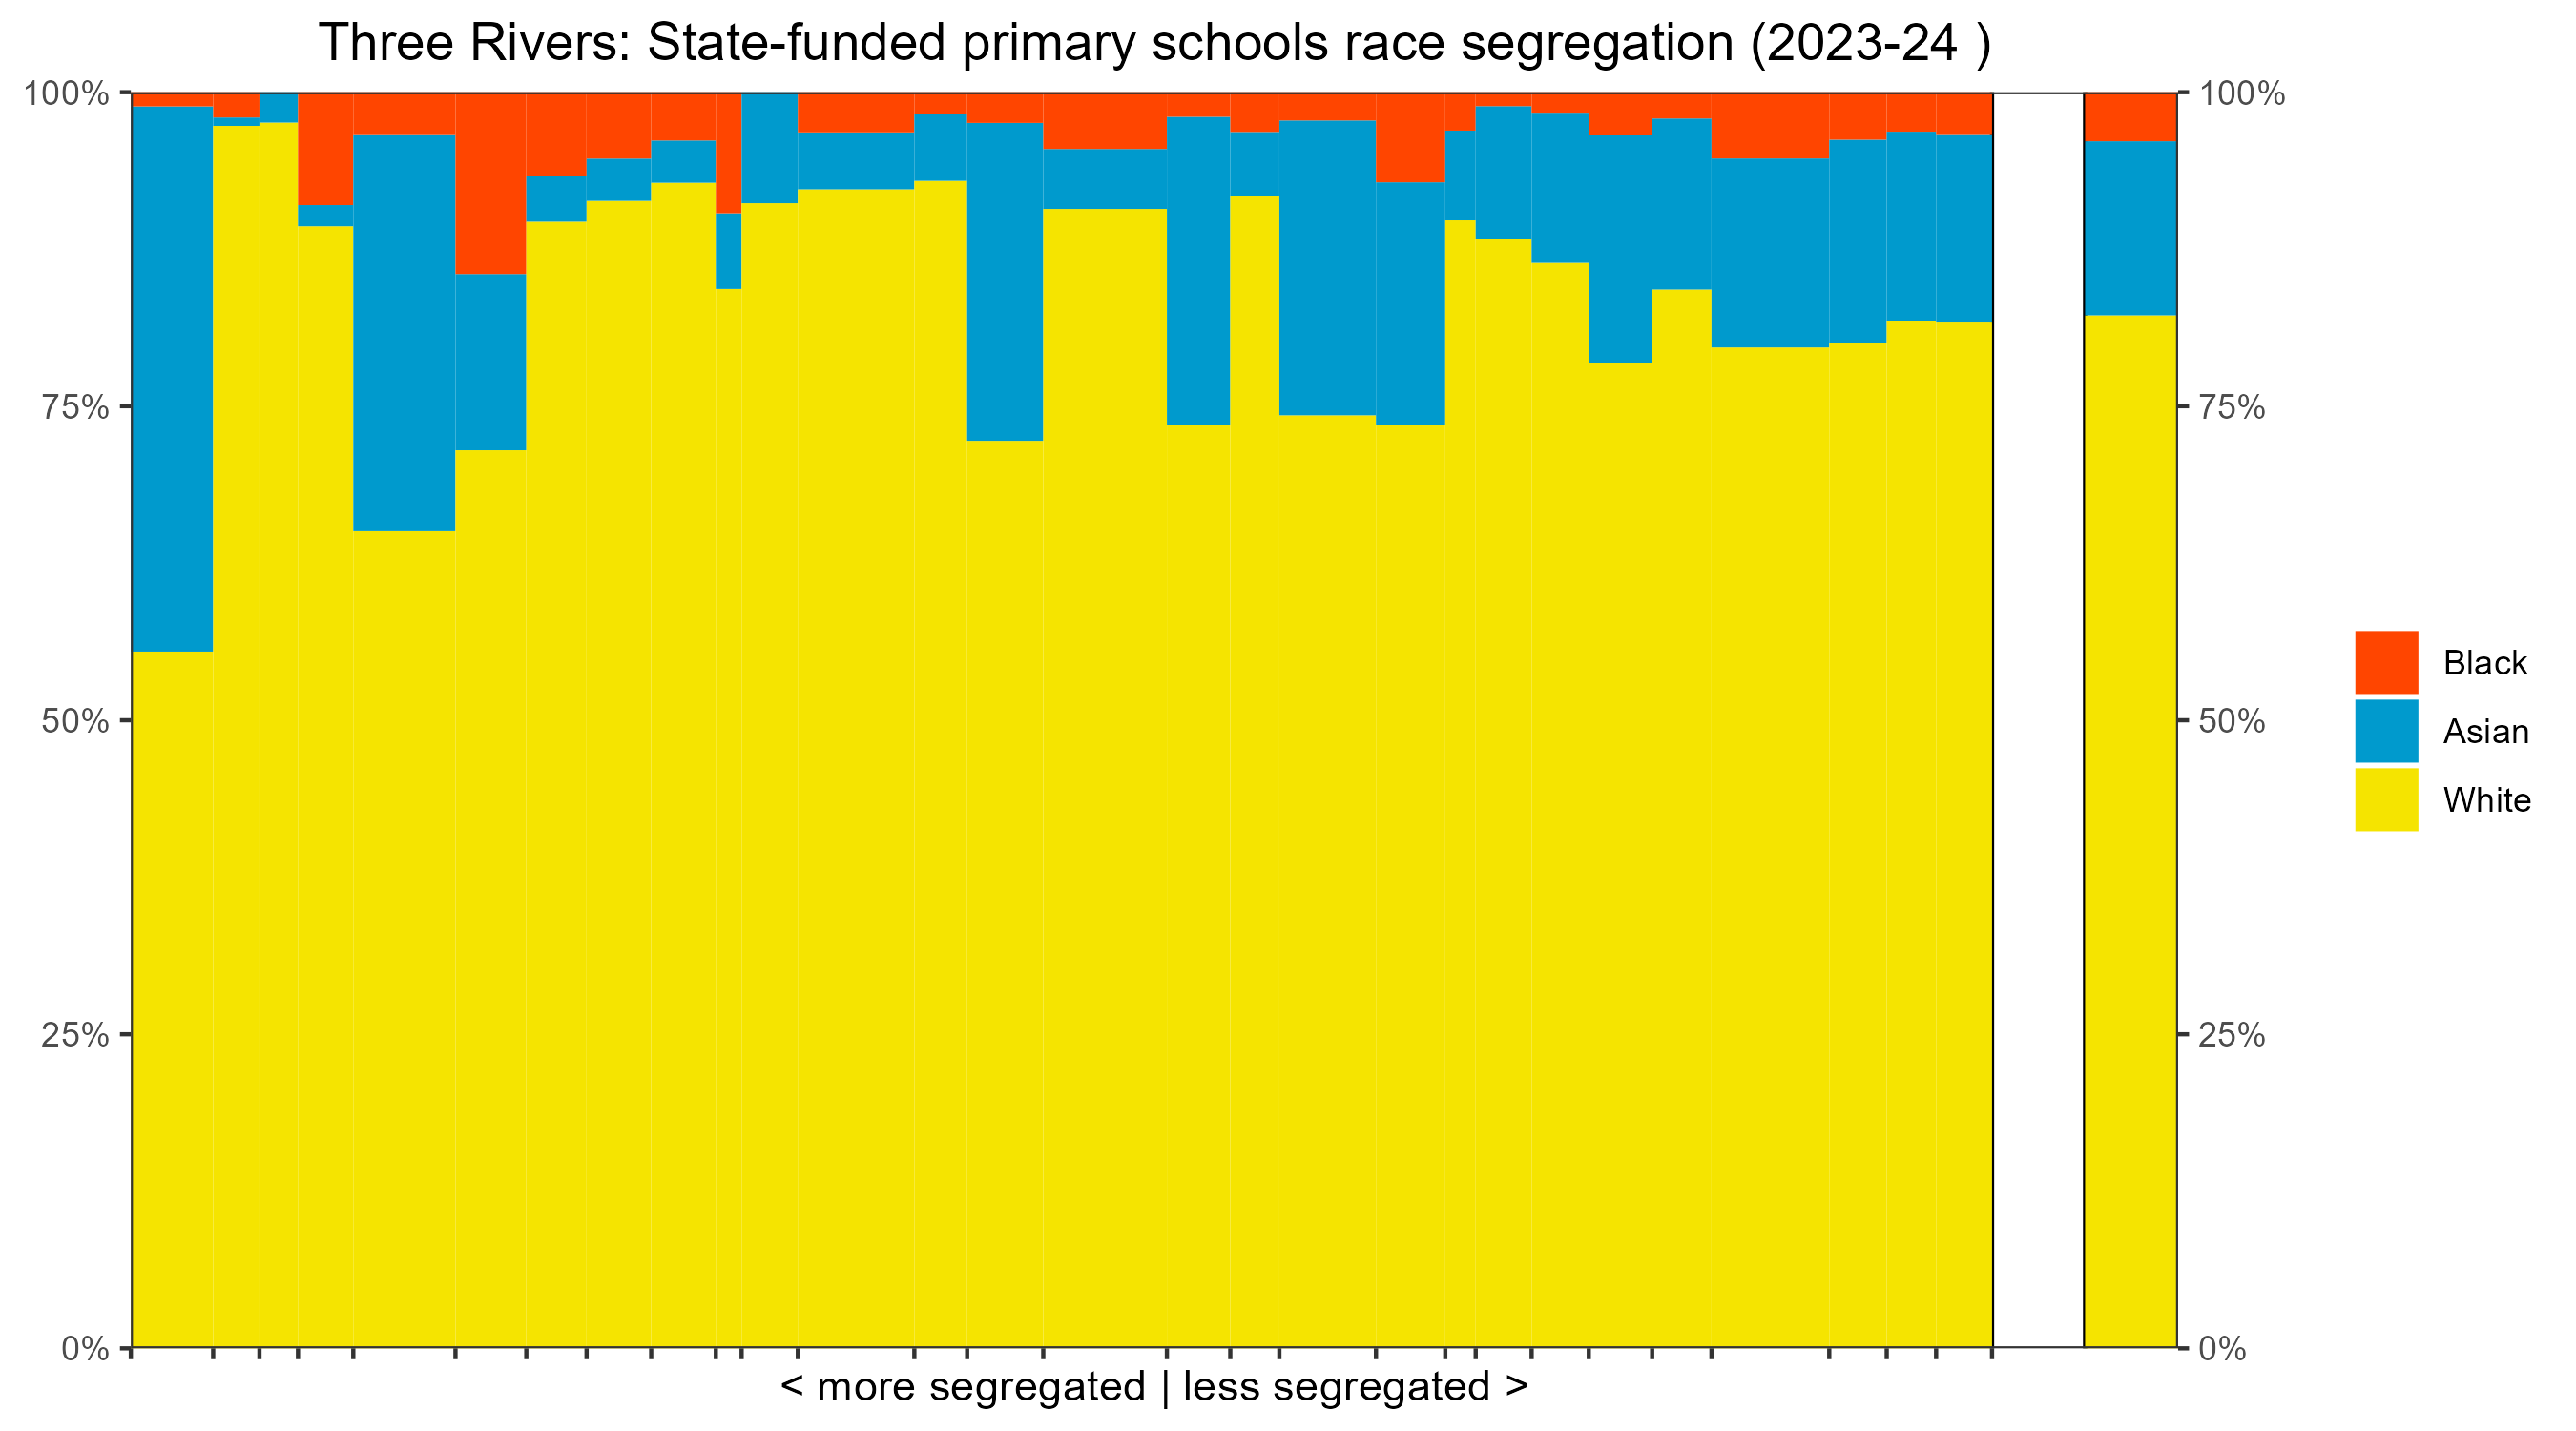 Three Rivers: State-funded primary schools race segregation (2023-24 )
100%
100%
75%
75%
50%
50%
25%
25%
0%
0%
Black
Asian
White
< more segregated | less segregated >